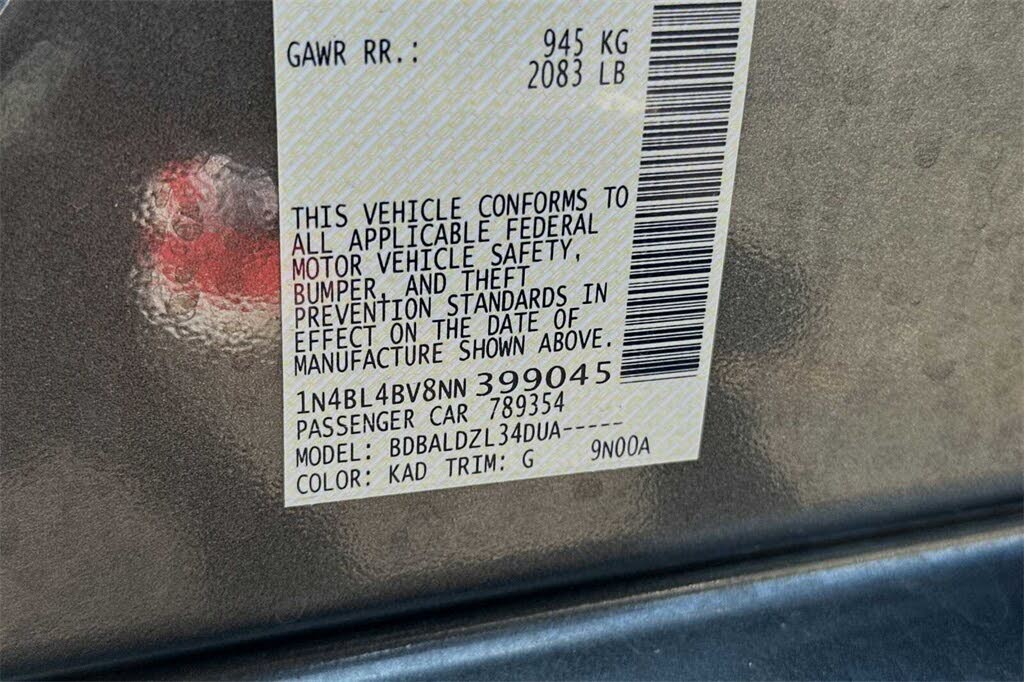 GAWR RR.: 945 KG
2083 LB
THIS VEHICLE CONFORMS TO
ALL APPLICABLE FEDERAL
MOTOR VEHICLE SAFETY,
BUMPER, AND THEFT
PREVENTION STANDARDS IN
EFFECT ON THE DATE OF
MANUFACTURE SHOWN ABOVE.
1N4BL4BV8NN 399045
PASSENGER CAR 789354
MODEL: BDBALDZL34DUA-----
COLOR: KAD TRIM: G 9N00A